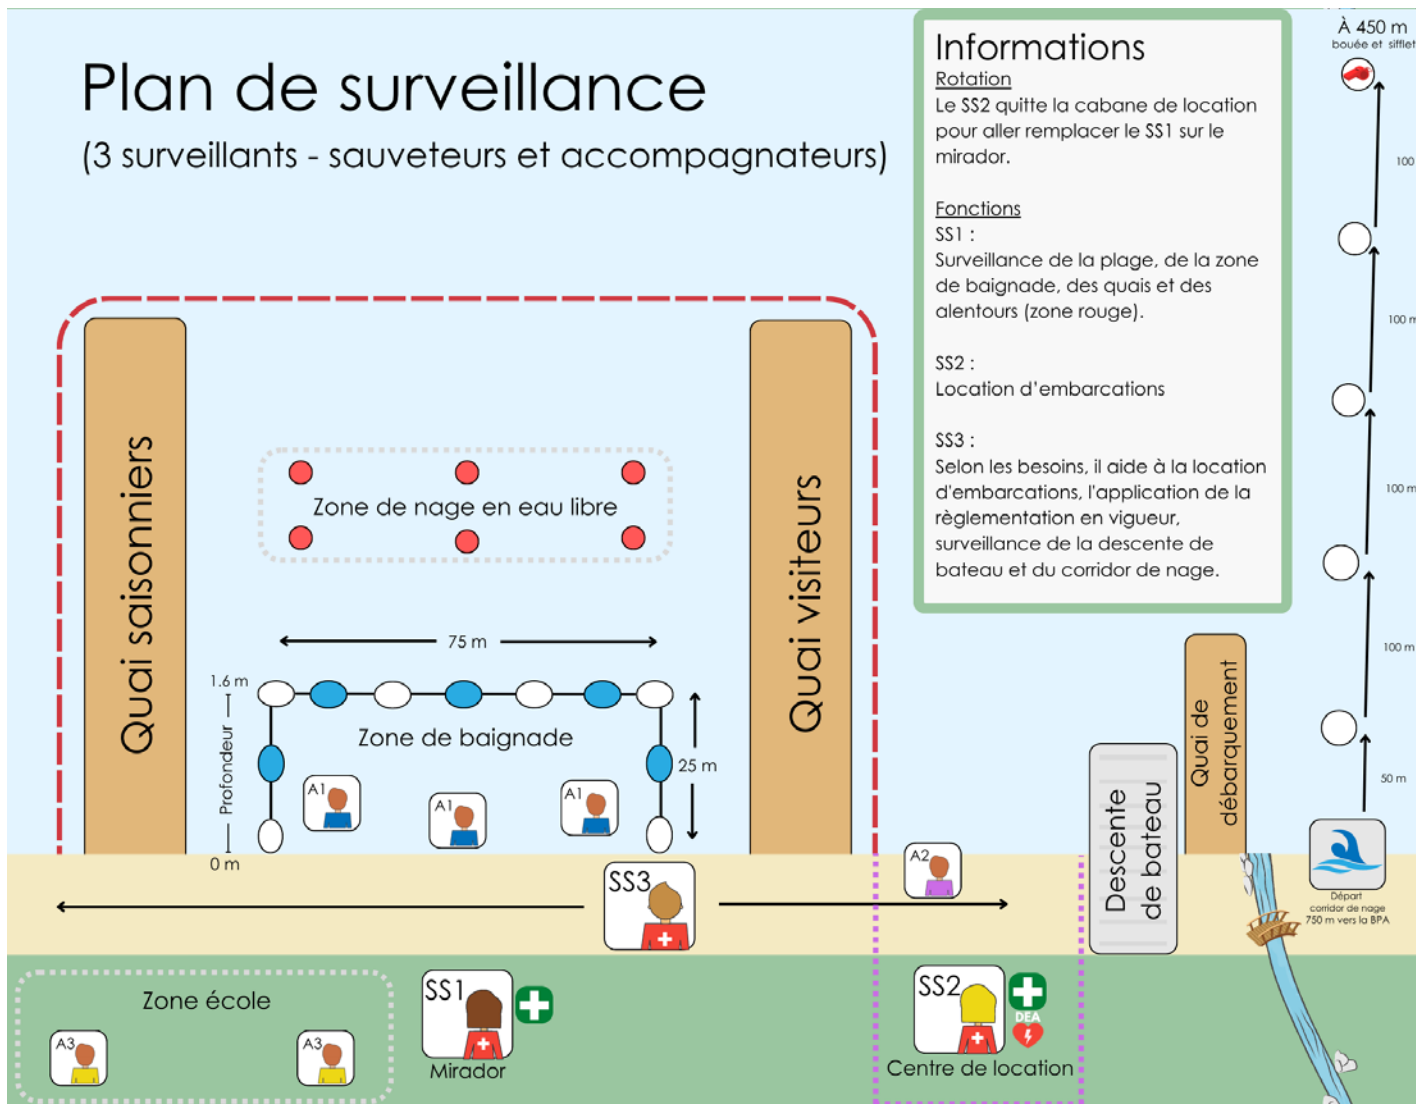 Plan de surveillance
(3 surveillants - sauveteurs et accompagnateurs)
Informations
Rotation
Le SS2 quitte la cabane de location
pour aller remplacer le SS1 sur le
mirador.
Fonctions
SS1 :
Surveillance de la plage, de la zone
de baignade, des quais et des
alentours (zone rouge).
SS2 :
Location d'embarcations
SS3 :
Selon les besoins, il aide à la location
d'embarcations, l'application de la
règlementation en vigueur,
surveillance de la descente de
bateau et du corridor de nage.
À 450 m
bouée et sifflet
100
100 m
100 m
100 m
50 m
Départ
corridor de nage
750 m vers la BPA
Quai saisonniers
Zone de nage en eau libre
Quai visiteurs
75 m
1.6 m
Profondeur
0 m
Zone de baignade
25 m
A1
A1
A1
Quai de
débarquement
Descente
de bateau
A2
SS3
Zone école
A3
A3
SS1
Mirador
SS2
DEA
Centre de location